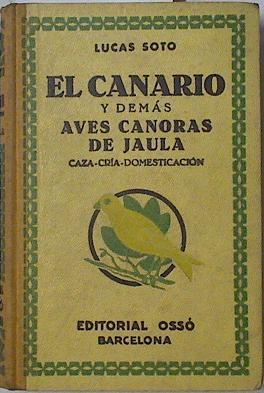 LUCAS SOTO
EL CANARIO
Y DEMÁS
AVES CANORAS
DE JAULA
CAZA-CRÍA-DOMESTICACIÓN
EDITORIAL OSSÓ
BARCELONA